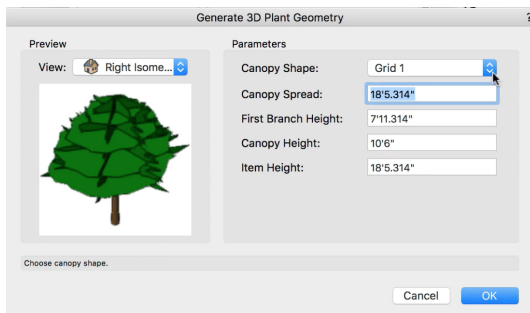 Generate 3D Plant Geometry
?
Preview
View: Right Isome...
Parameters
Canopy Shape: Grid 1
Canopy Spread: 18'5.314"
First Branch Height: 7'11.314"
Canopy Height: 10'6"
Item Height: 18'5.314"
Choose canopy shape.
Cancel OK